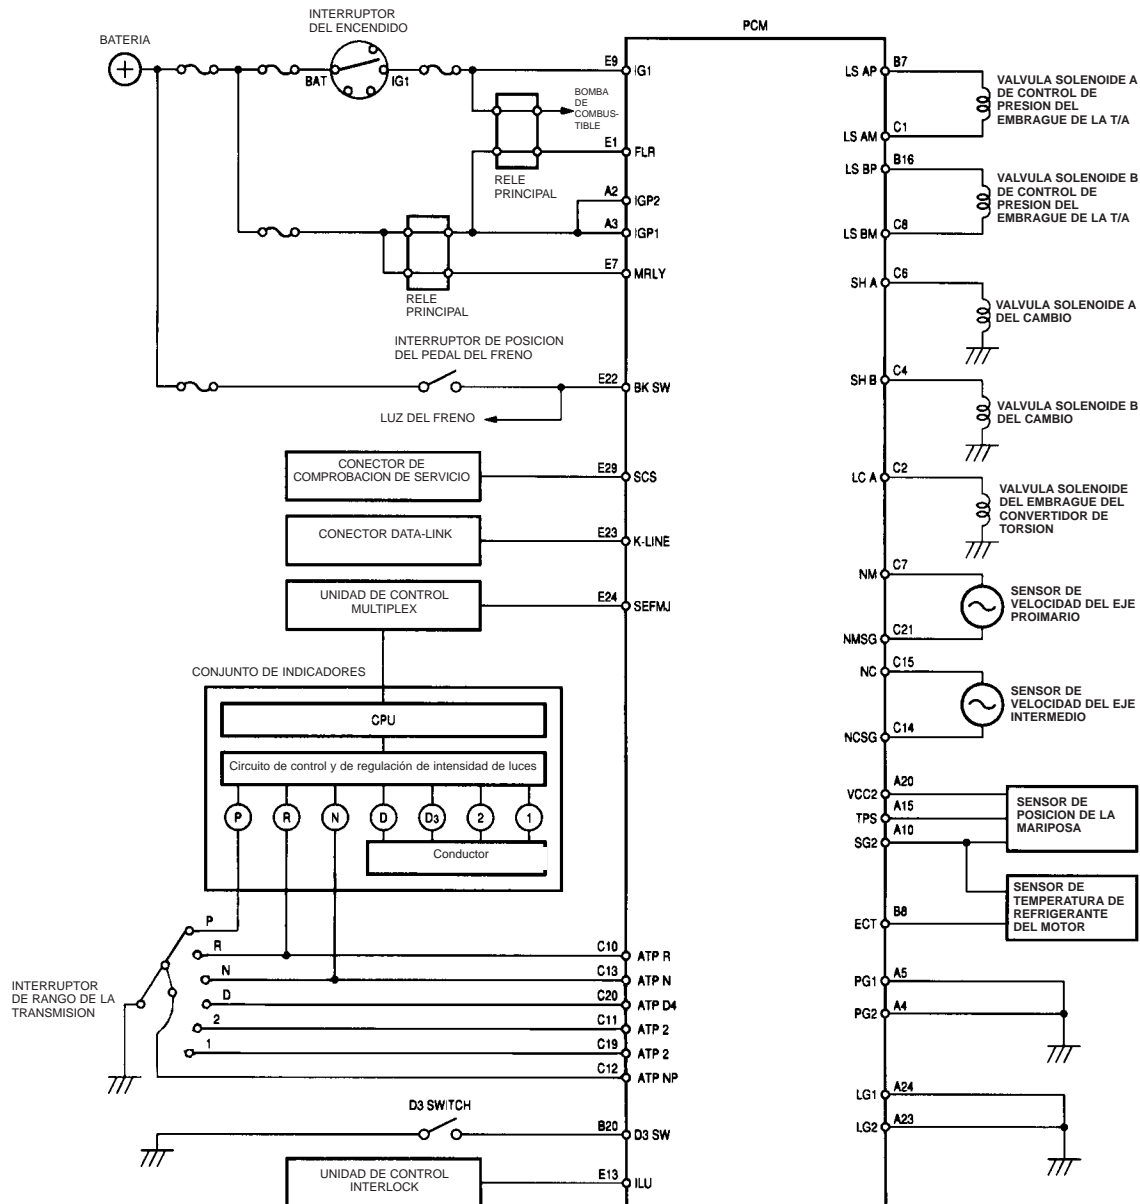 INTERRUPTOR
DEL ENCENDIDO
BATERIA
BAT
IG1
BOMBA
DE
COMBUS-
TIBLE
RELE
PRINCIPAL
RELE
PRINCIPAL
INTERRUPTOR DE POSICION
DEL PEDAL DEL FRENO
LUZ DEL FRENO
CONECTOR DE
COMPROBACION DE SERVICIO
CONECTOR DATA-LINK
UNIDAD DE CONTROL
MULTIPLEX
CONJUNTO DE INDICADORES
CPU
Circuito de control y de regulación de intensidad de luces
P R N D D3 2 1
Conductor
P
R
N
D
2
1
INTERRUPTOR
DE RANGO DE LA
TRANSMISION
D3 SWITCH
UNIDAD DE CONTROL
INTERLOCK
PCM
E9 IG1
E1 FLR
A2 IGP2
A3 IGP1
E7 MRLY
E22 BK SW
E29 SCS
E23 K-LINE
E24 SEFMJ
C10 ATP R
C13 ATP N
C20 ATP D4
C11 ATP 2
C19 ATP 2
C12 ATP NP
B20 D3 SW
E13 ILU
LS AP B7
LS AM C1
VALVULA SOLENOIDE A
DE CONTROL DE
PRESION DEL
EMBRAGUE DE LA T/A
LS BP B16
LS BM C8
VALVULA SOLENOIDE B
DE CONTROL DE
PRESION DEL
EMBRAGUE DE LA T/A
SH A C6
VALVULA SOLENOIDE A
DEL CAMBIO
SH B C4
VALVULA SOLENOIDE B
DEL CAMBIO
LC A C2
VALVULA SOLENOIDE
DEL EMBRAGUE DEL
CONVERTIDOR DE
TORSION
NM C7
NMSG C21
SENSOR DE
VELOCIDAD DEL EJE
PROIMARIO
NC C15
NCSG C14
SENSOR DE
VELOCIDAD DEL EJE
INTERMEDIO
VCC2 A20
TPS A15
SG2 A10
SENSOR DE
POSICION DE LA
MARIPOSA
ECT B8
SENSOR DE
TEMPERATURA DE
REFRIGERANTE
DEL MOTOR
PG1 A5
PG2 A4
LG1 A24
LG2 A23